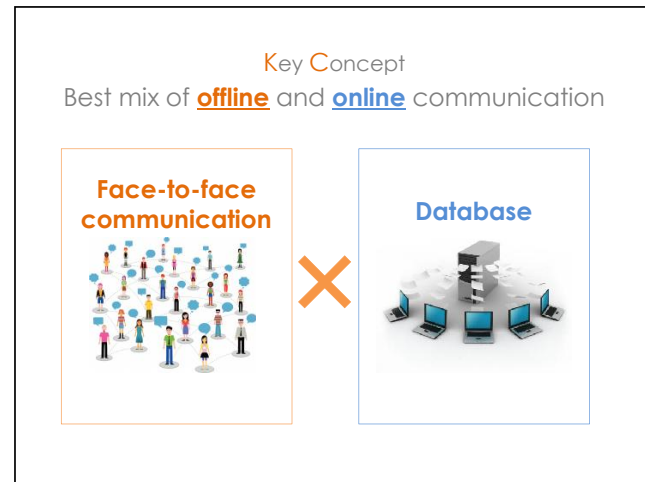 Key Concept
Best mix of offline and online communication
Face-to-face
communication
Database